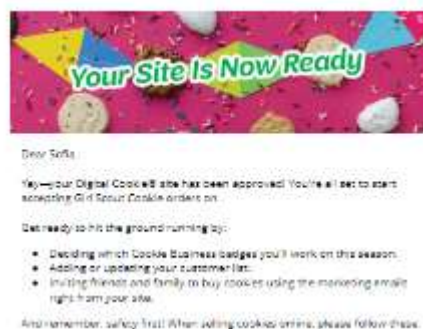 Your Site Is Now Ready
Dear Sofia
Yay—your Digital Cookie® site has been approved! You're all set to start
accepting Girl Scout Cookie orders on
Get ready to hit the ground running by:
• Deciding which Cookie Business badges you'll work on this season.
• Adding or updating your customer list.
• Inviting friends and family to buy cookies using the marketing emails
right from your site.
And remember, safety first! When selling cookies online, please follow these